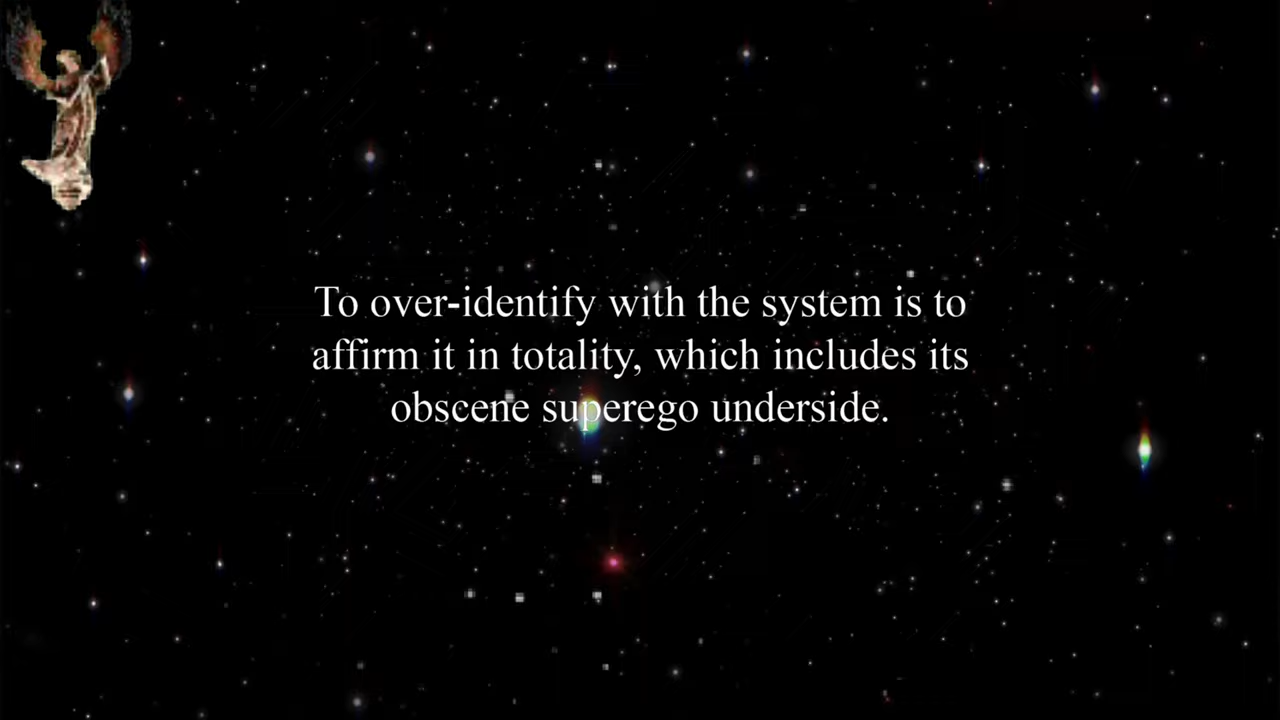 To over-identify with the system is to
affirm it in totality, which includes its
obscene superego underside.